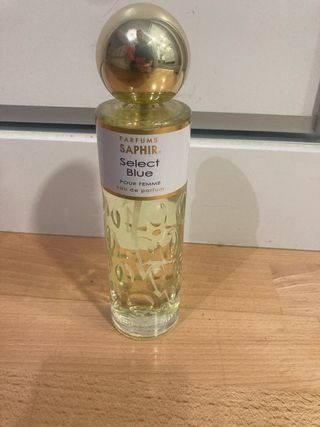 PARFUMS
SAPHIR®
Select
Blue
POUR FEMME
eau de parfum